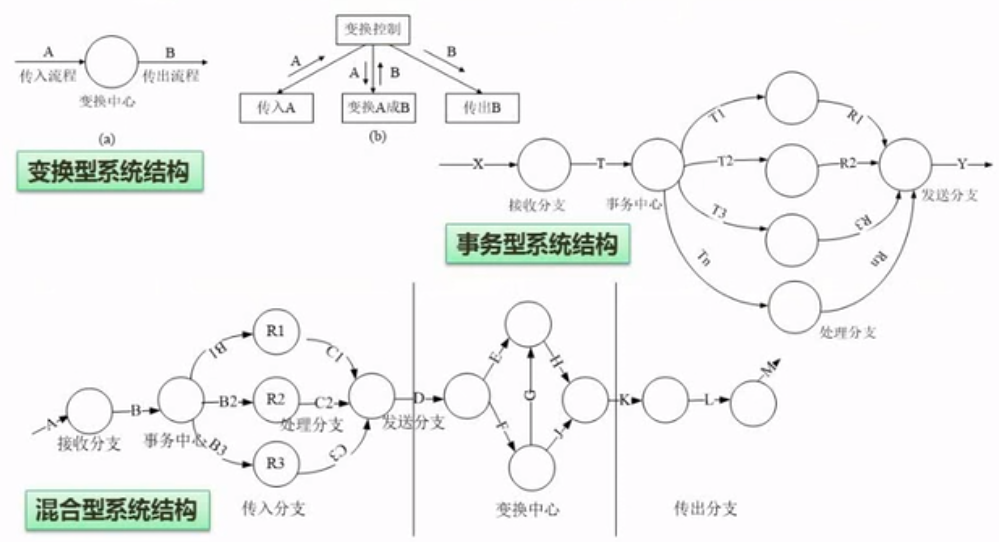 A
B
传入流程
传出流程
变换中心
(a)
变换型系统结构
变换控制
A
A
B
B
传入A
变换A成B
传出B
(b)
X
T
T1
T2
T3
Tn
R1
R2
R3
Rn
Y
接收分支
事务中心
发送分支
处理分支
事务型系统结构
A
B
B1
B2
B3
R1
R2
R3
C1
C2
C3
D
E
F
G
H
J
K
L
M
接收分支
事务中心
处理分支
发送分支
传入分支
变换中心
传出分支
混合型系统结构